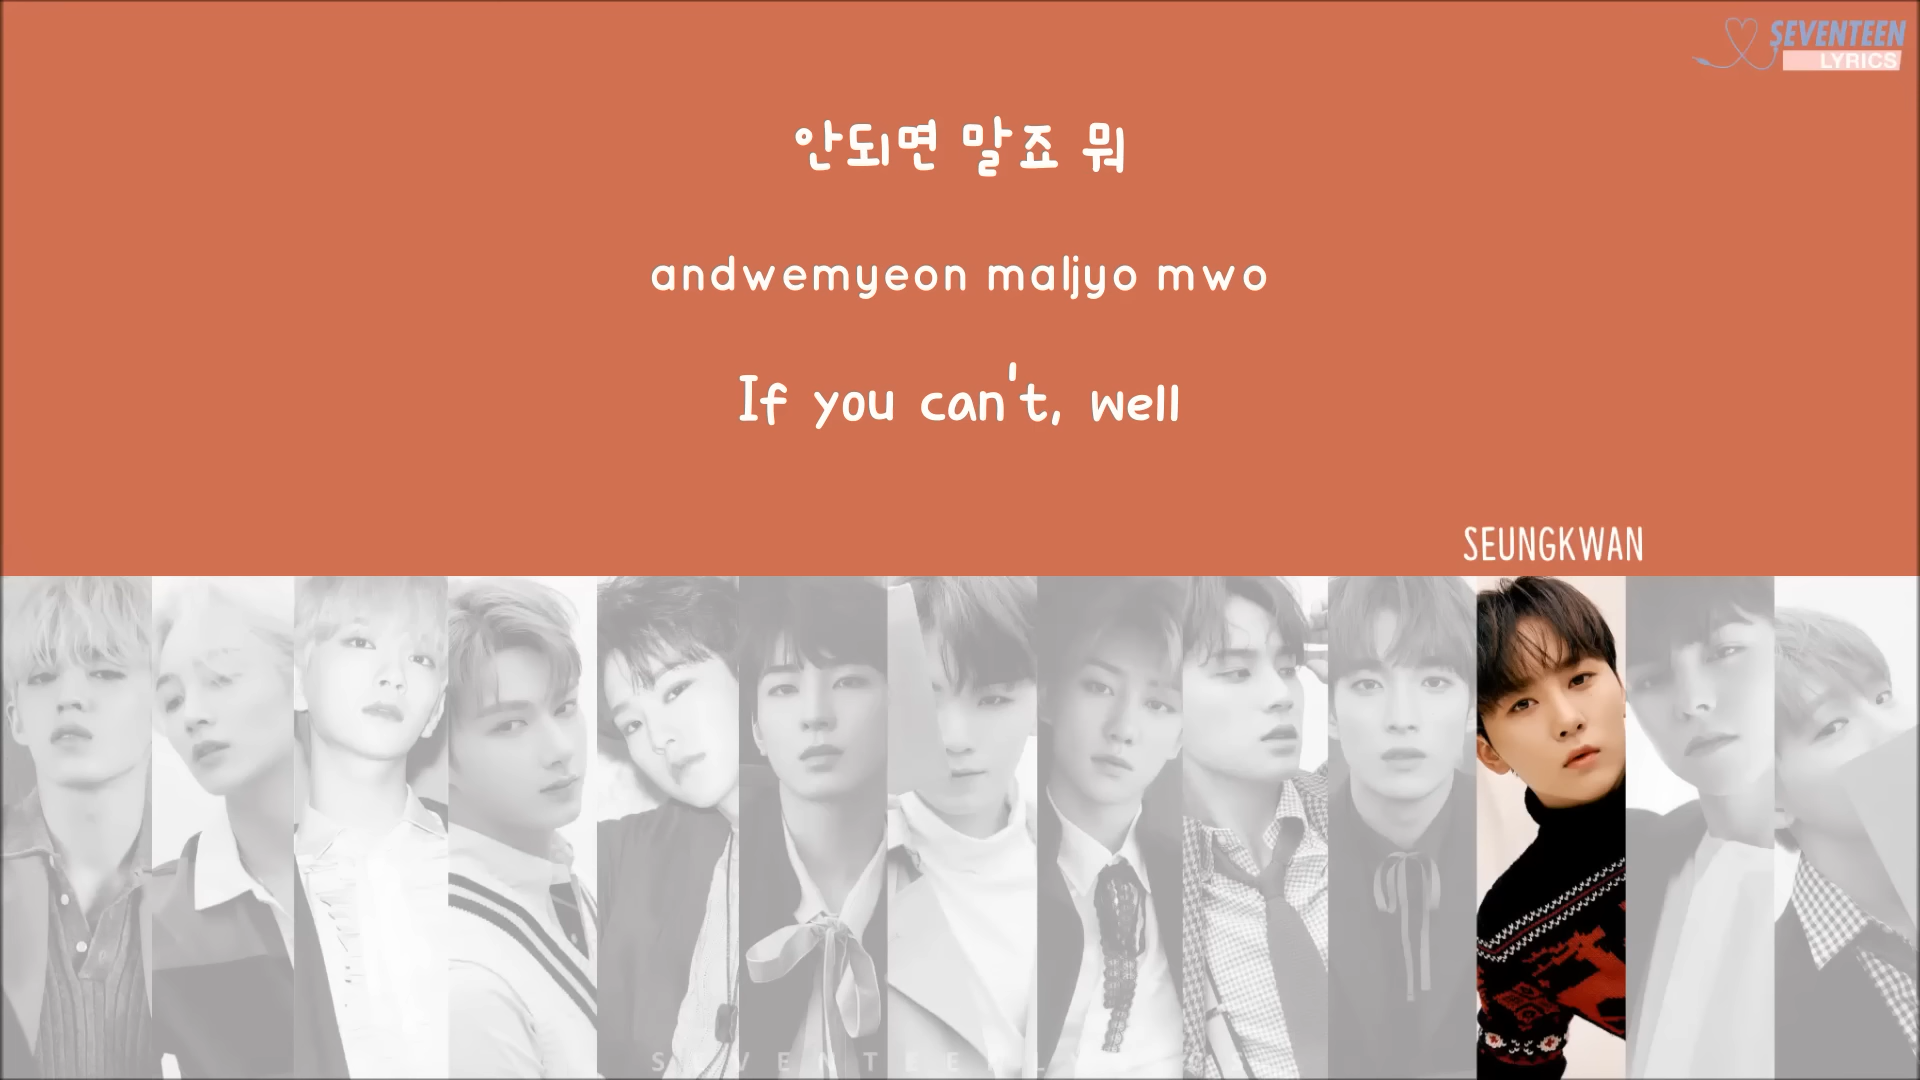 SEVENTEEN
LYRICS
안되면 말죠 뭐
andwemyeon maljyo mwo
If you can't, well
SEUNGKWAN